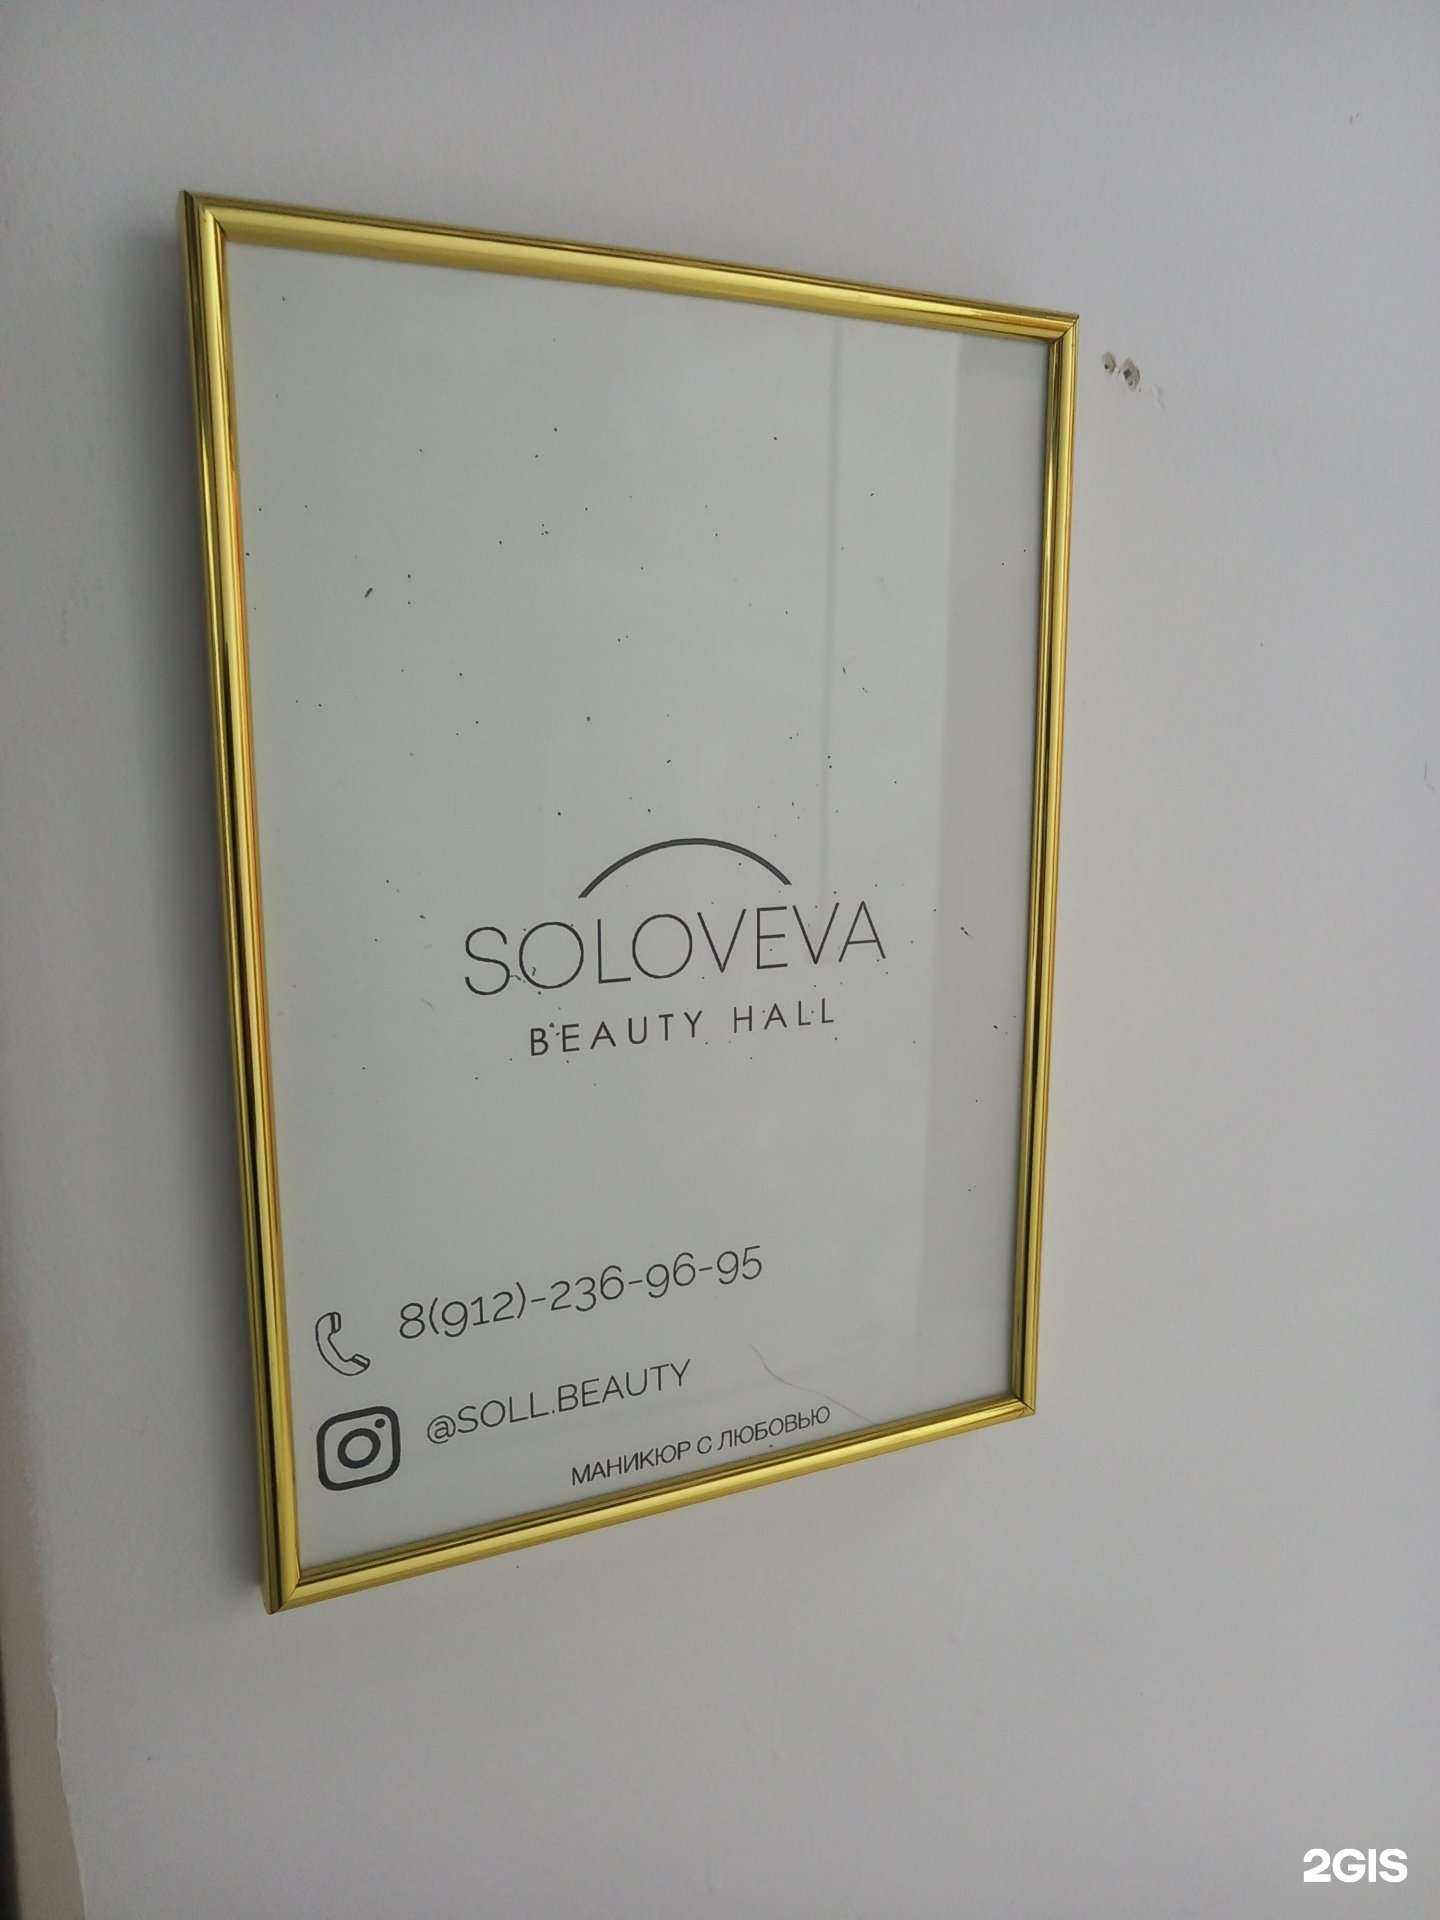 SOLOVEVA
BEAUTY HALL
8(912)-236-96-95
@SOLL.BEAUTY
МАНИКЮР С ЛЮБОВЬЮ
2GIS